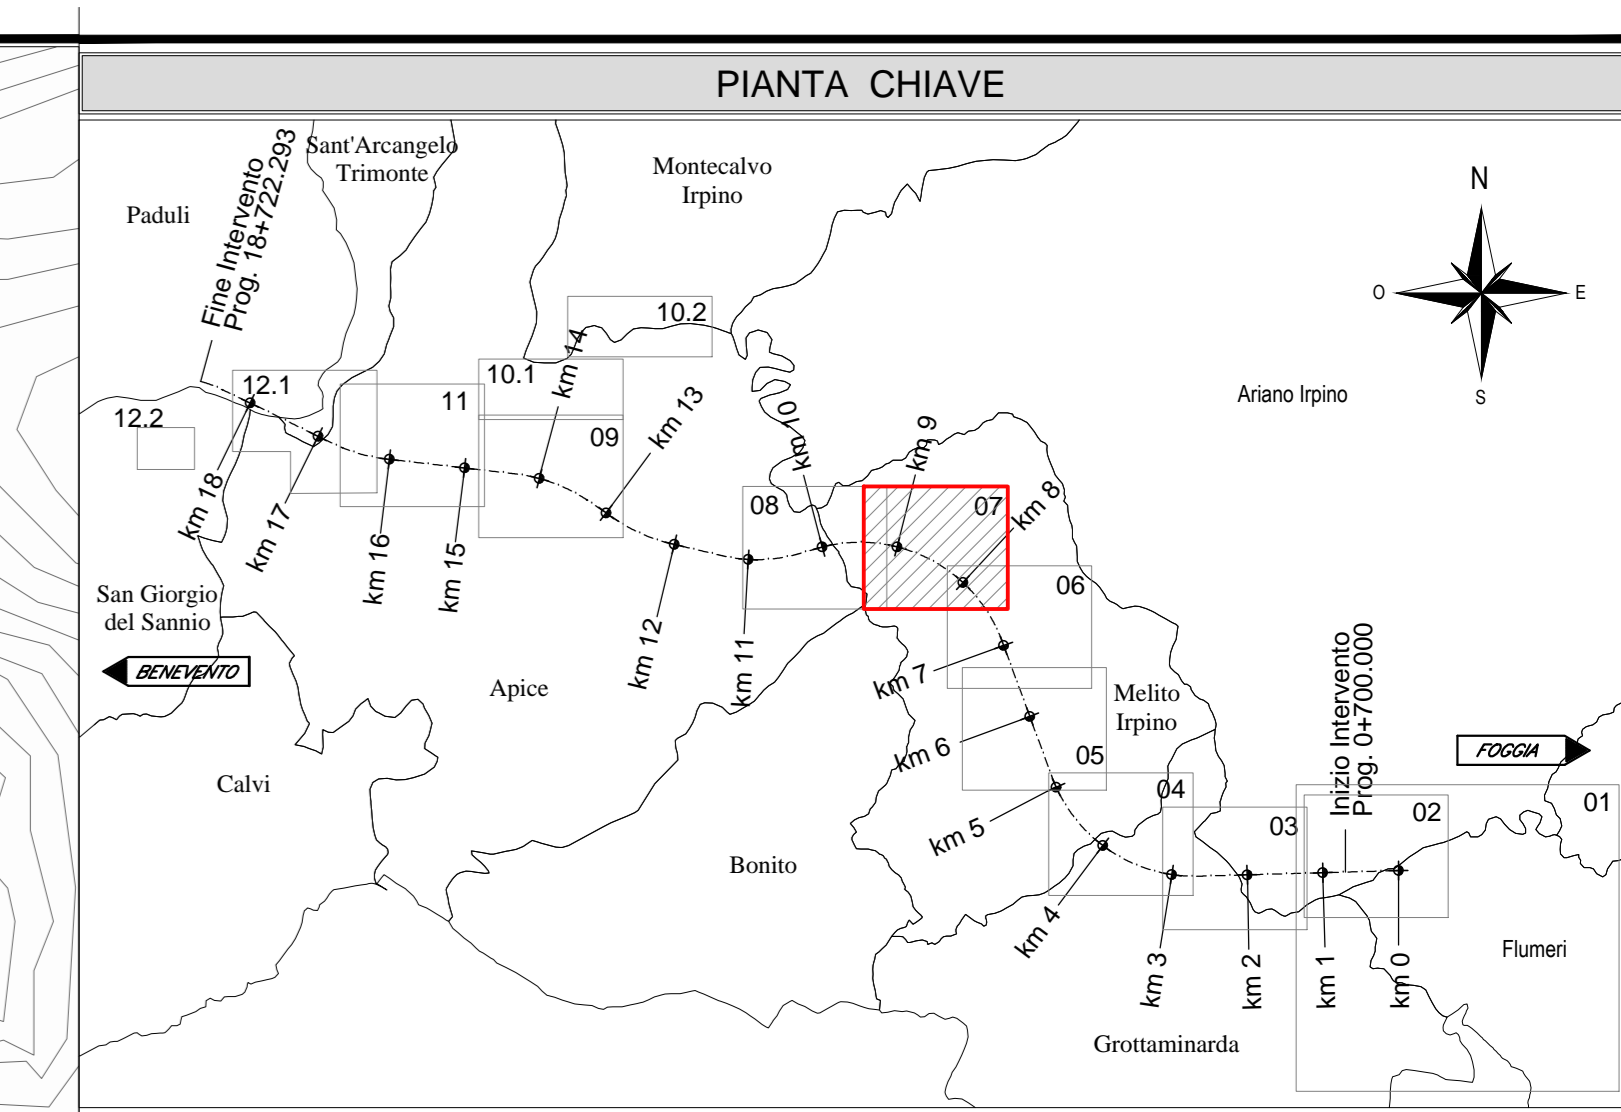 PIANTA CHIAVE
Sant'Arcangelo
Trimonte
Montecalvo
Irpino
Paduli
Fine Intervento
Prog. 18+722.293
N
O
E
S
Ariano Irpino
10.2
10.1
12.1
12.2
11
09
08
07
06
05
04
03
02
01
km 18
km 17
km 16
km 15
km 14
km 13
km 12
km 11
km 10
km 9
km 8
km 7
km 6
km 5
km 4
km 3
km 2
km 1
km 0
San Giorgio
del Sannio
BENEVENTO
Apice
Melito
Irpino
Inizio Intervento
Prog. 0+700.000
FOGGIA
Calvi
Bonito
Flumeri
Grottaminarda